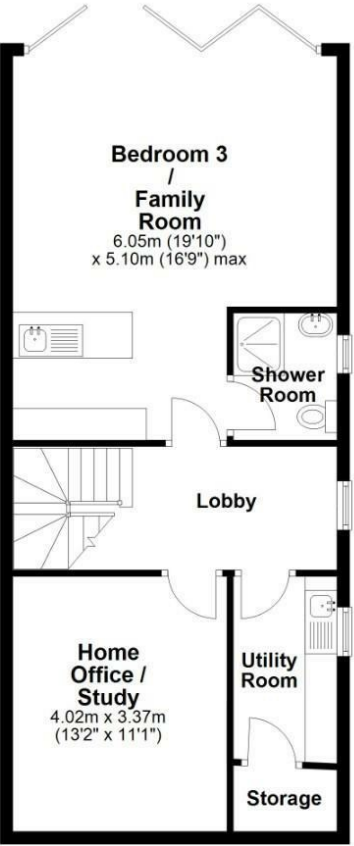 Bedroom 3
/
Family
Room
6.05m (19'10")
x 5.10m (16'9") max
Shower
Room
Lobby
Home
Office /
Study
4.02m x 3.37m
(13'2" x 11'1")
Utility
Room
Storage